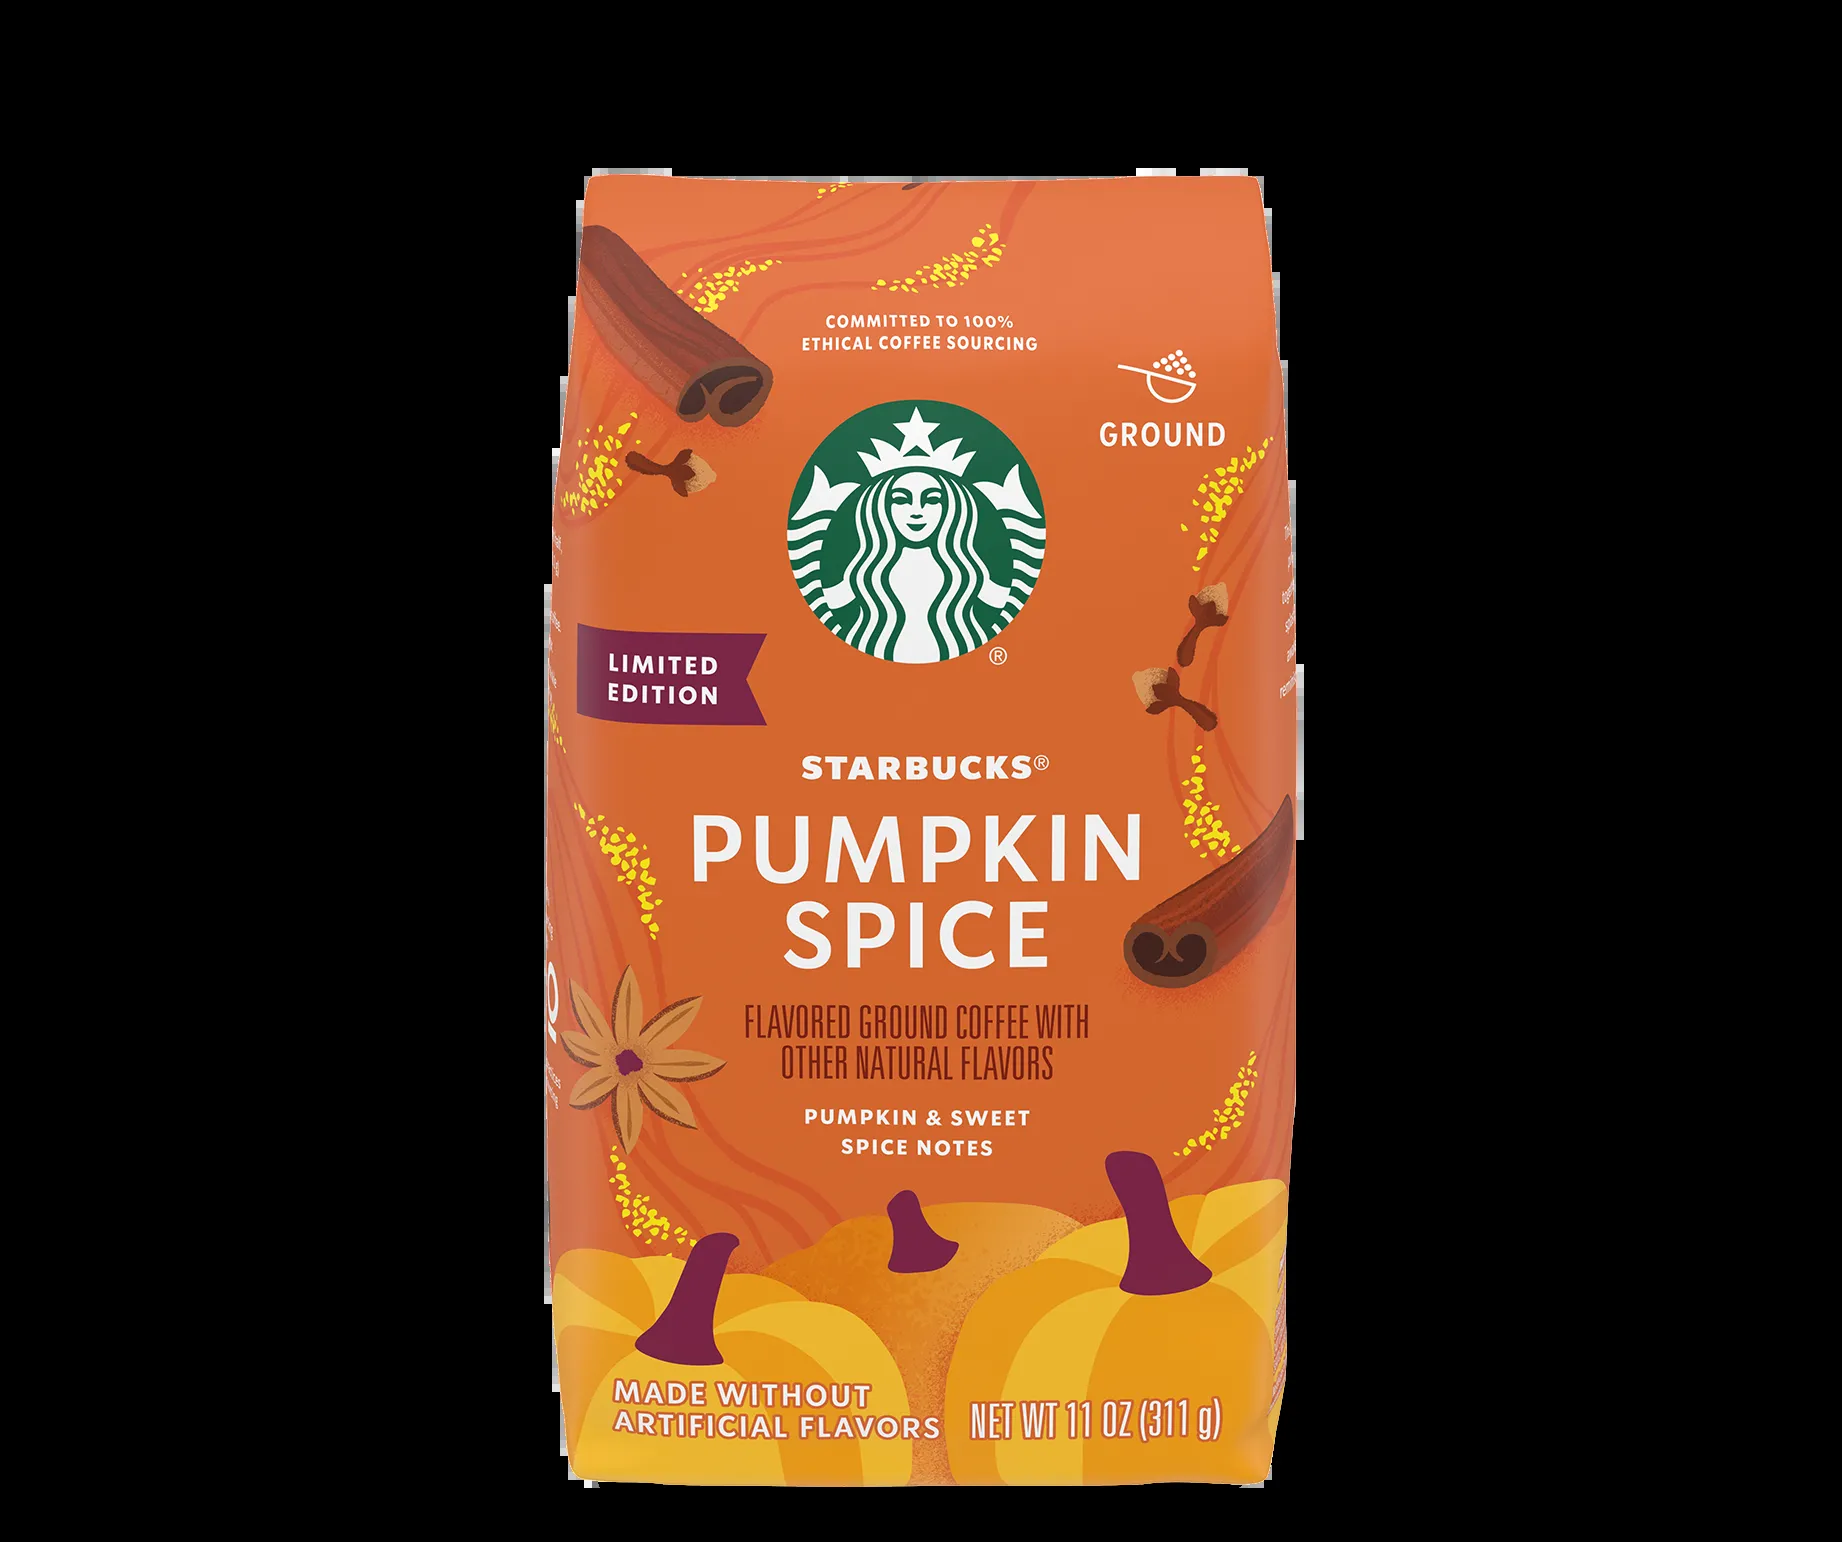 COMMITTED TO 100%
ETHICAL COFFEE SOURCING
GROUND
LIMITED
EDITION
STARBUCKS®
PUMPKIN
SPICE
FLAVORED GROUND COFFEE WITH
OTHER NATURAL FLAVORS
PUMPKIN & SWEET
SPICE NOTES
MADE WITHOUT
ARTIFICIAL FLAVORS
NET WT 11 OZ (311 g)